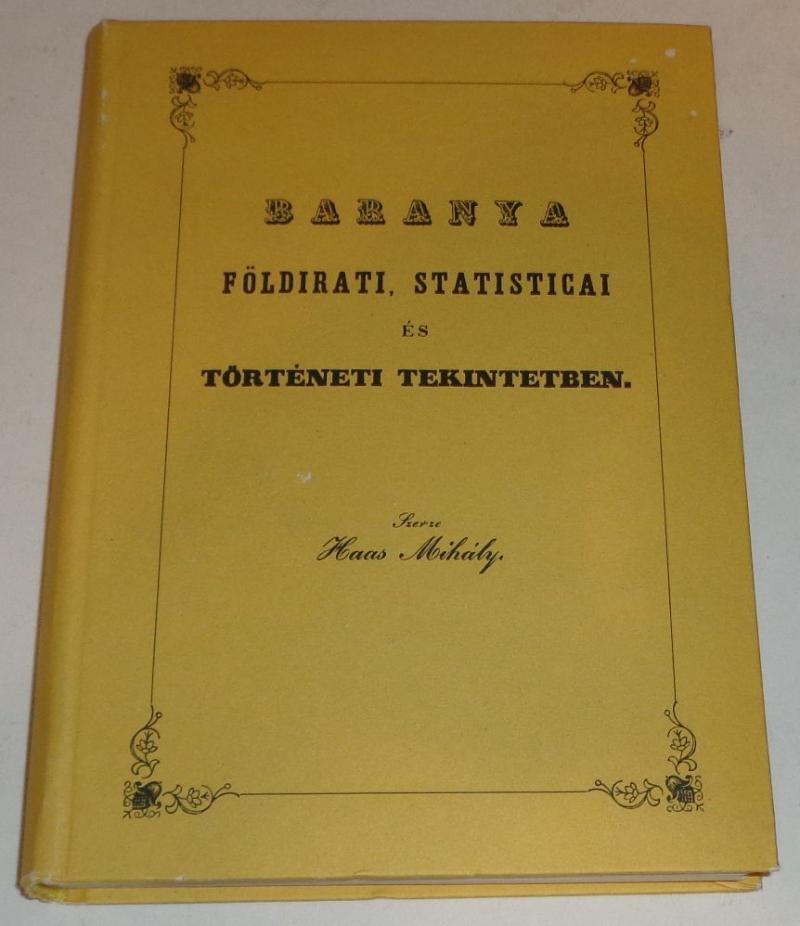 BARANYA
FÖLDIRATI, STATISTICAI
ÉS
TÖRTÉNETI TEKINTETBEN.
Szerze
Haas Mihály.